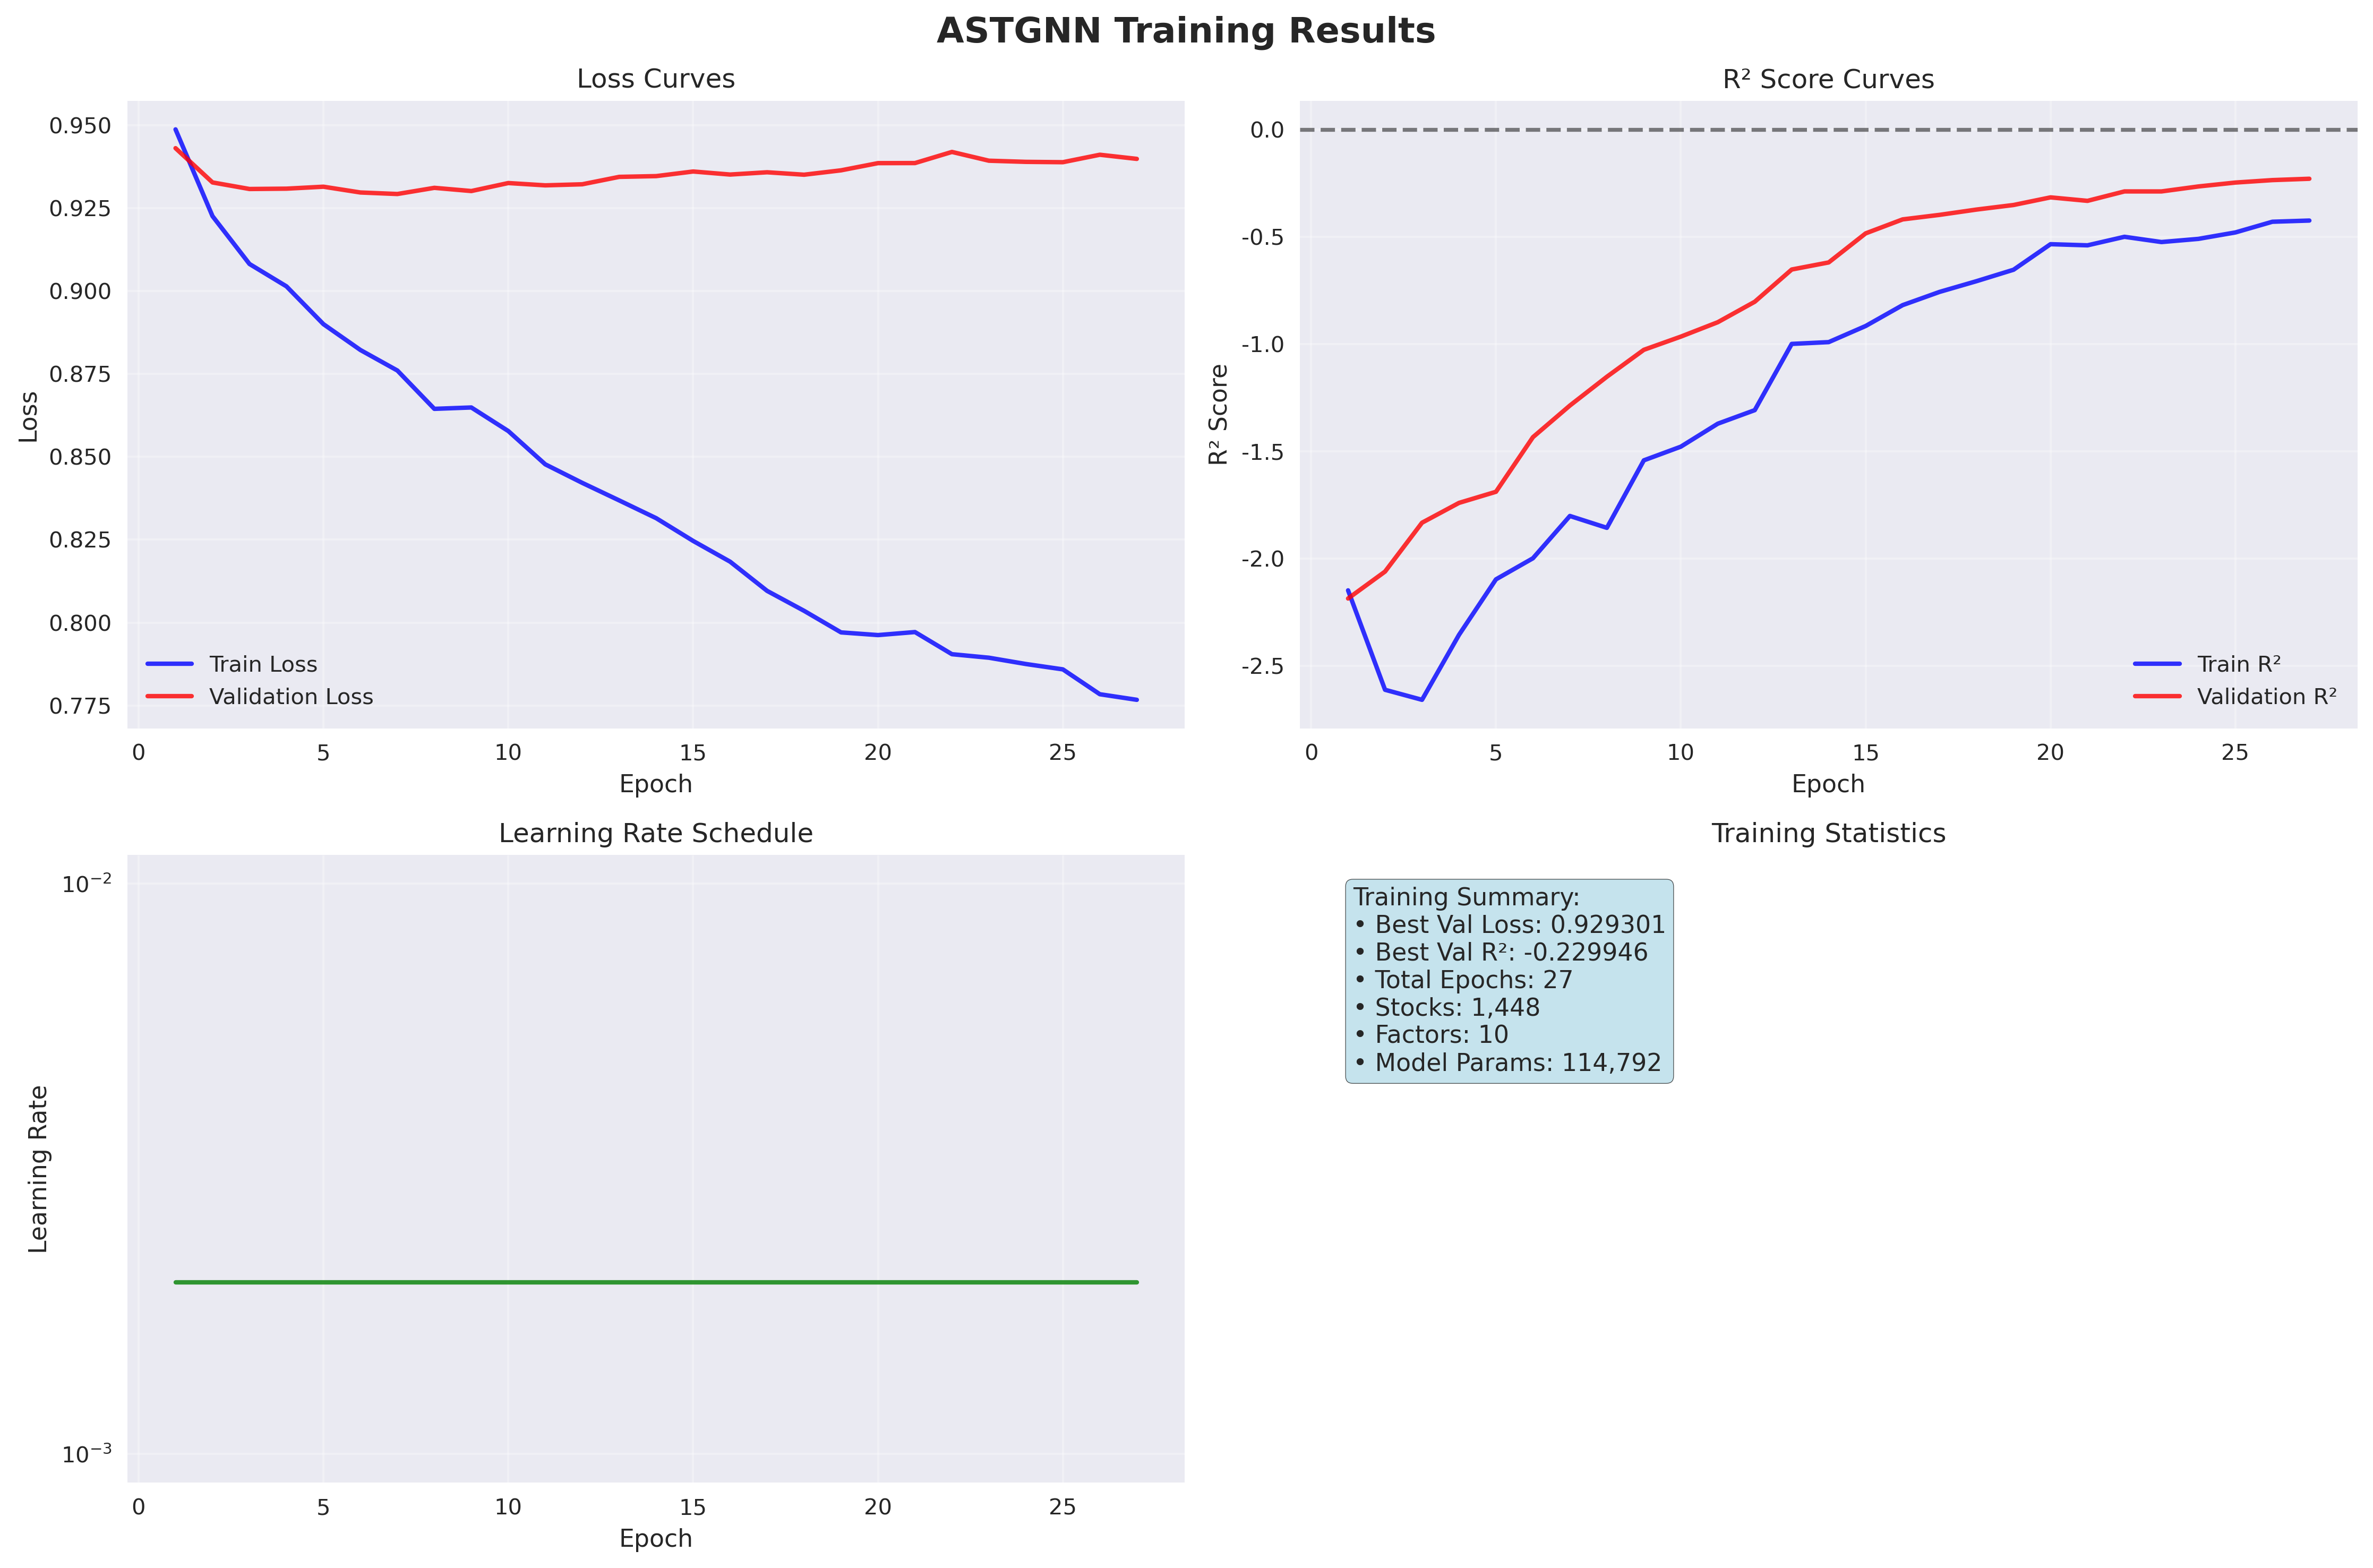 ASTGNN Training Results
Loss Curves
0.950
0.925
0.900
0.875
0.850
0.825
0.800
0.775
Loss
Train Loss
Validation Loss
0 5 10 15 20 25
Epoch
R² Score Curves
0.0
-0.5
-1.0
-1.5
-2.0
-2.5
R² Score
Train R²
Validation R²
0 5 10 15 20 25
Epoch
Learning Rate Schedule
10⁻²
10⁻³
Learning Rate
0 5 10 15 20 25
Epoch
Training Statistics
Training Summary:
• Best Val Loss: 0.929301
• Best Val R²: -0.229946
• Total Epochs: 27
• Stocks: 1,448
• Factors: 10
• Model Params: 114,792